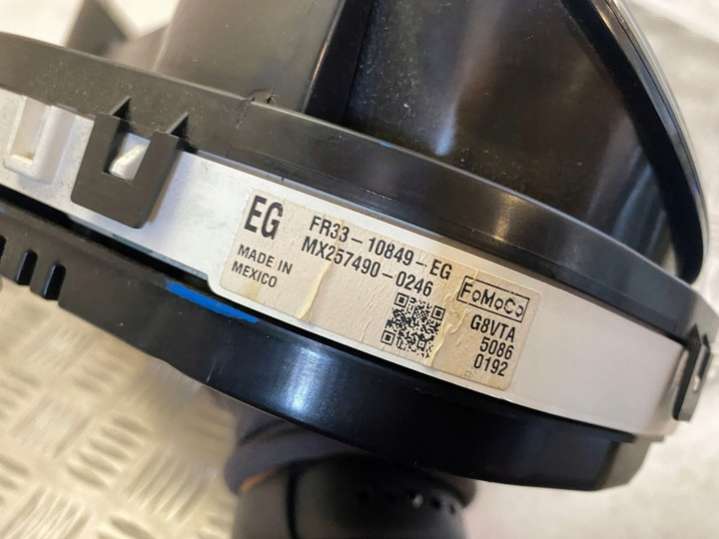 EG
FR33-10849-EG
MX257490-0246
MADE IN
MEXICO
FoMoCo
G8VTA
5086
0192